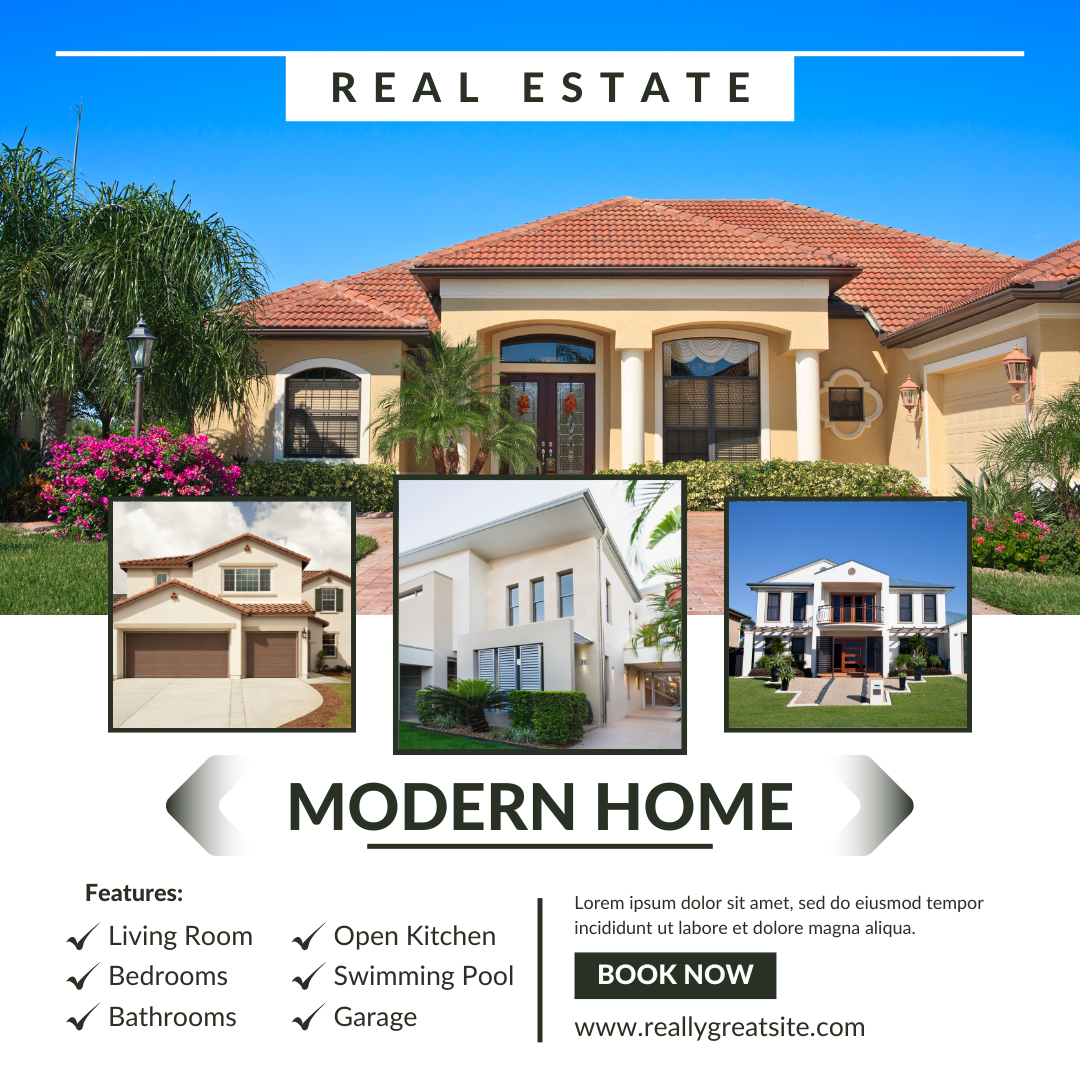 REAL ESTATE
MODERN HOME
Features:
Living Room
Bedrooms
Bathrooms
Open Kitchen
Swimming Pool
Garage
Lorem ipsum dolor sit amet, sed do eiusmod tempor
incididunt ut labore et dolore magna aliqua.
BOOK NOW
www.reallygreatsite.com